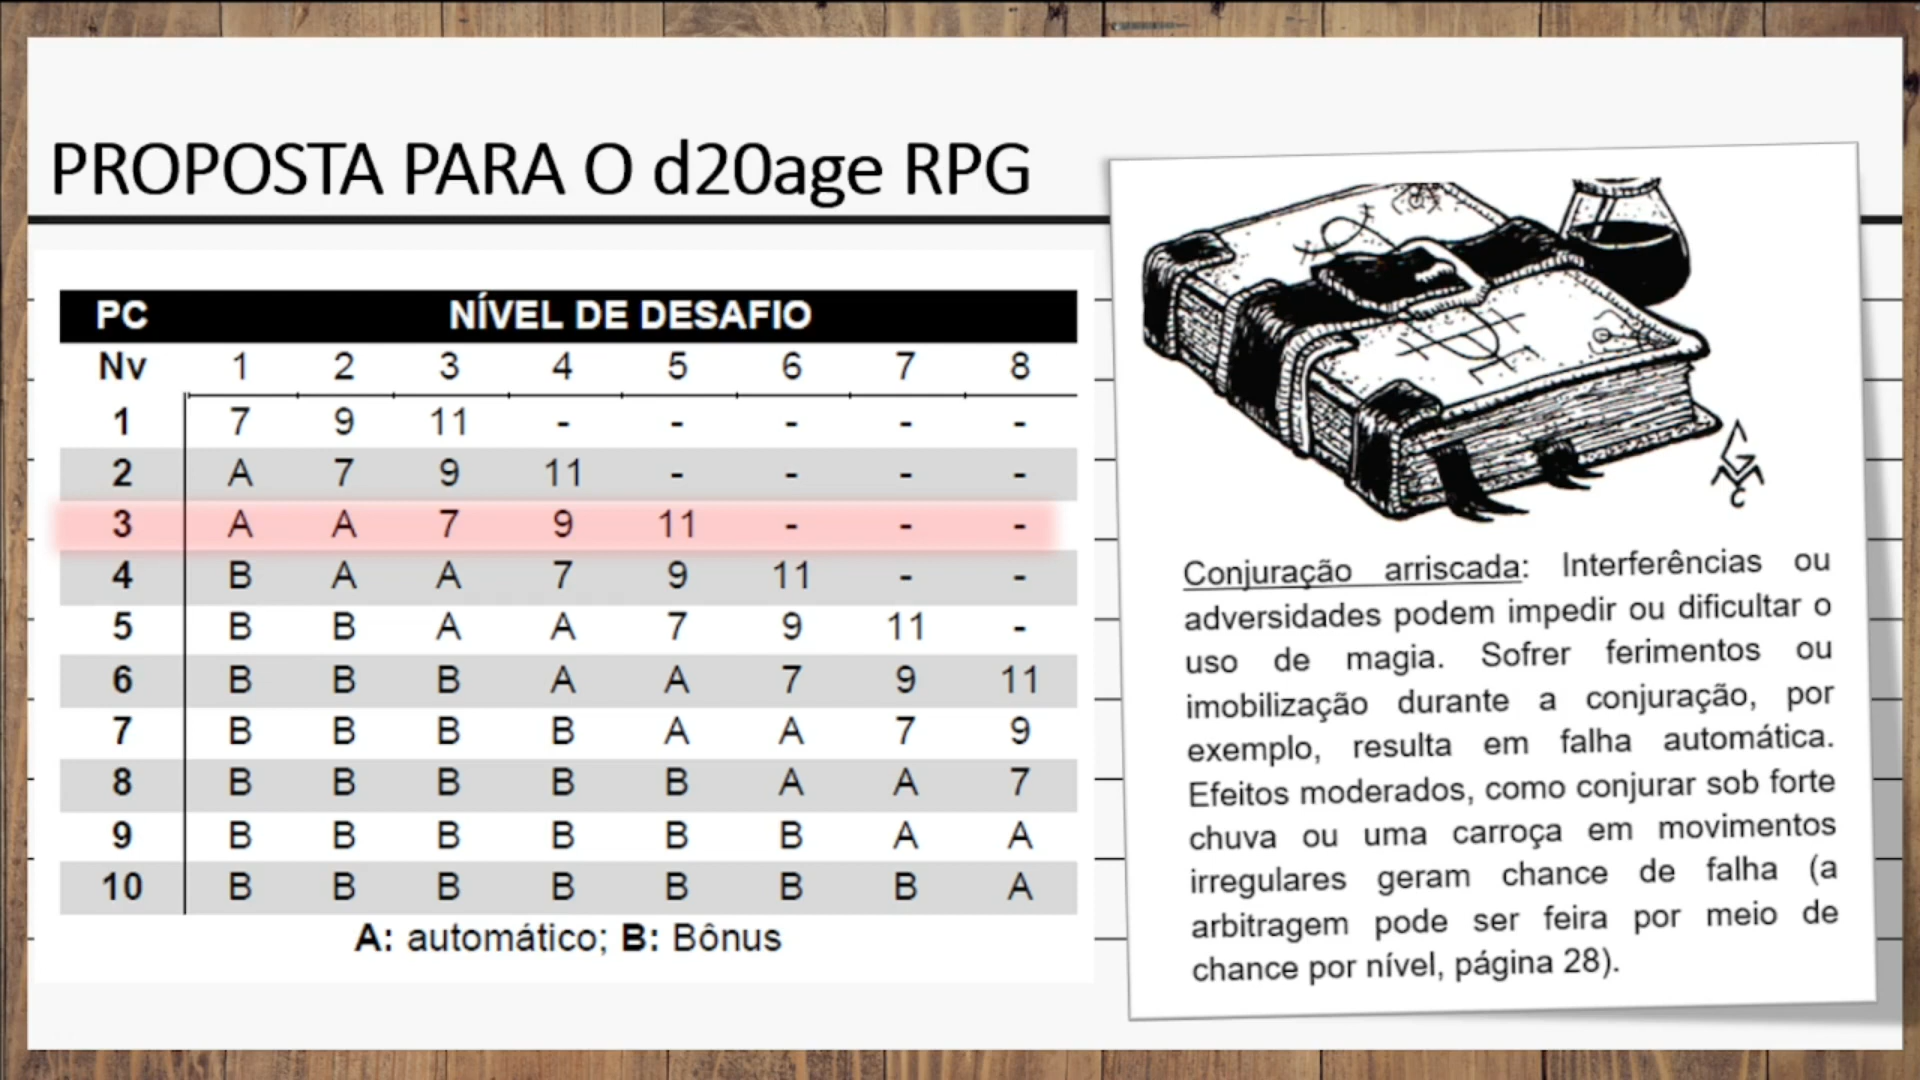 PROPOSTA PARA O d20age RPG
PC NÍVEL DE DESAFIO
Nv 1 2 3 4 5 6 7 8
1 7 9 11 - - - - -
2 A 7 9 11 - - - -
3 A A 7 9 11 - - -
4 B A A 7 9 11 - -
5 B B A A 7 9 11 -
6 B B B A A 7 9 11
7 B B B B A A 7 9
8 B B B B B A A 7
9 B B B B B B A A
10 B B B B B B B A
A: automático; B: Bônus
Conjuração arriscada: Interferências ou
adversidades podem impedir ou dificultar o
uso de magia. Sofrer ferimentos ou
imobilização durante a conjuração, por
exemplo, resulta em falha automática.
Efeitos moderados, como conjurar sob forte
chuva ou uma carroça em movimentos
irregulares geram chance de falha (a
arbitragem pode ser feira por meio de
chance por nível, página 28).